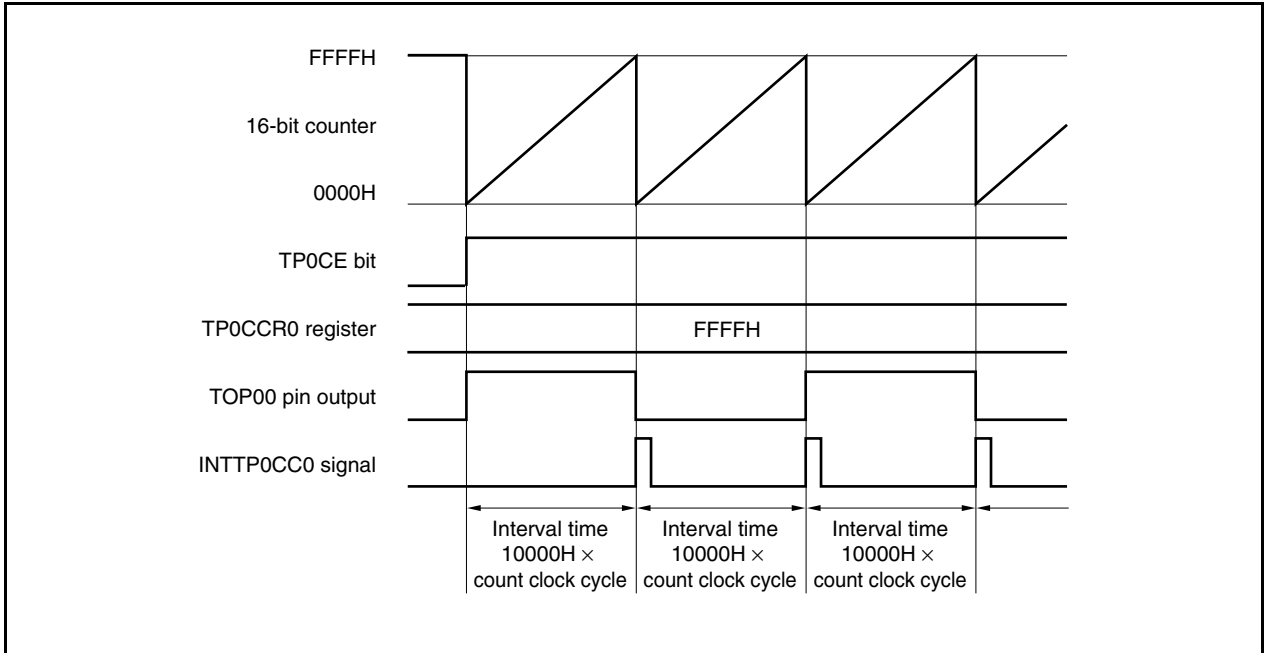 FFFFH
16-bit counter
0000H
TP0CE bit
TP0CCR0 register
FFFFH
TOP00 pin output
INTTP0CC0 signal
Interval time
10000H ×
count clock cycle
Interval time
10000H ×
count clock cycle
Interval time
10000H ×
count clock cycle